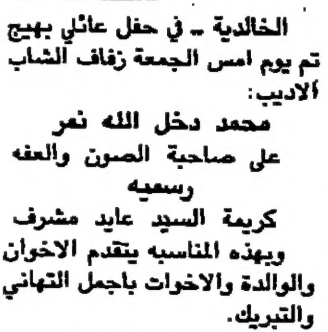 الخالدية ـ في حفل عائلي بهيج
تم يوم امس الجمعة زفاف الشاب
الاديب:
محمد دخل الله نمر
على صاحبة الصون والعفه
رسميه
كريمة السيد عايد مشرف
وبهذه المناسبه يتقدم الاخوان
والوالدة والاخوات باجمل التهاني
والتبريك.